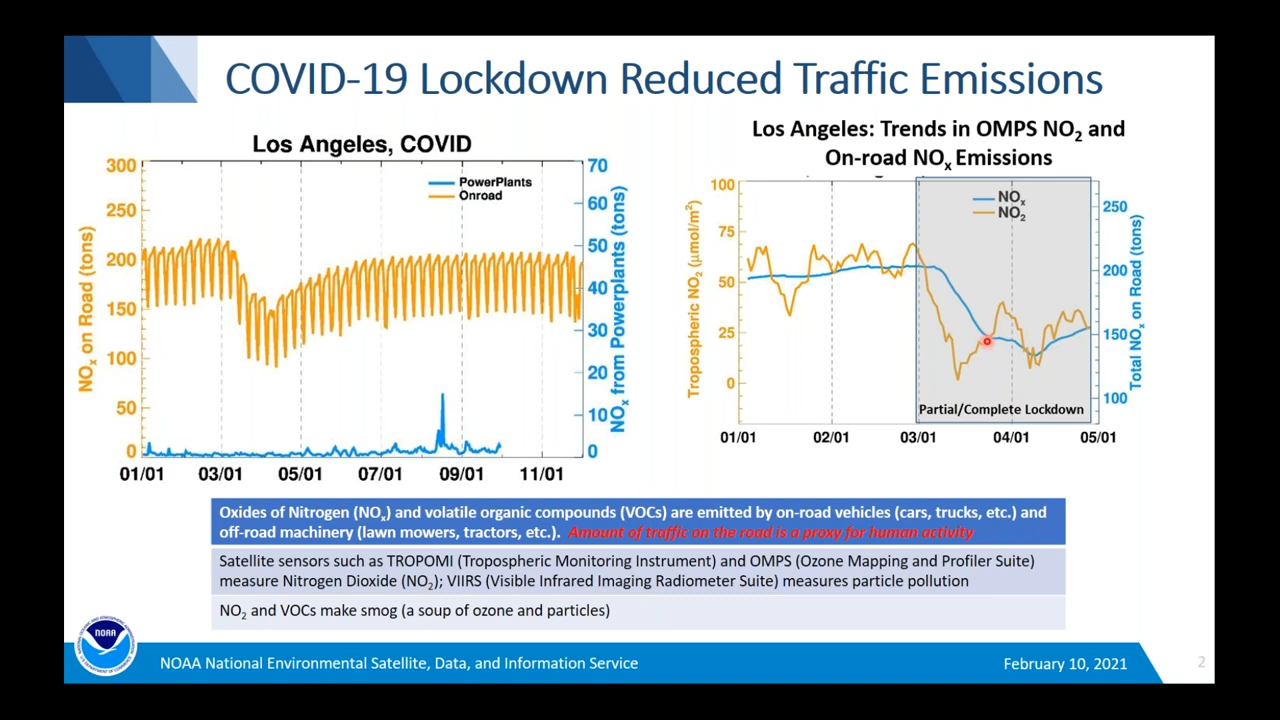 COVID-19 Lockdown Reduced Traffic Emissions
Los Angeles, COVID
300
250
200
150
100
50
0
NOx on Road (tons)
70
60
50
40
30
20
10
0
NOx from Powerplants (tons)
PowerPlants
Onroad
01/01 03/01 05/01 07/01 09/01 11/01
Los Angeles: Trends in OMPS NO2 and
On-road NOx Emissions
100
75
50
25
0
Tropospheric NO2 (μmol/m²)
250
200
150
100
Total NOx on Road (tons)
NOx
NO2
Partial/Complete Lockdown
01/01 02/01 03/01 04/01 05/01
Oxides of Nitrogen (NOx) and volatile organic compounds (VOCs) are emitted by on-road vehicles (cars, trucks, etc.) and
off-road machinery (lawn mowers, tractors, etc.). Amount of traffic on the road is a proxy for human activity
Satellite sensors such as TROPOMI (Tropospheric Monitoring Instrument) and OMPS (Ozone Mapping and Profiler Suite)
measure Nitrogen Dioxide (NO2); VIIRS (Visible Infrared Imaging Radiometer Suite) measures particle pollution
NO2 and VOCs make smog (a soup of ozone and particles)
NOAA
NOAA National Environmental Satellite, Data, and Information Service
February 10, 2021
2